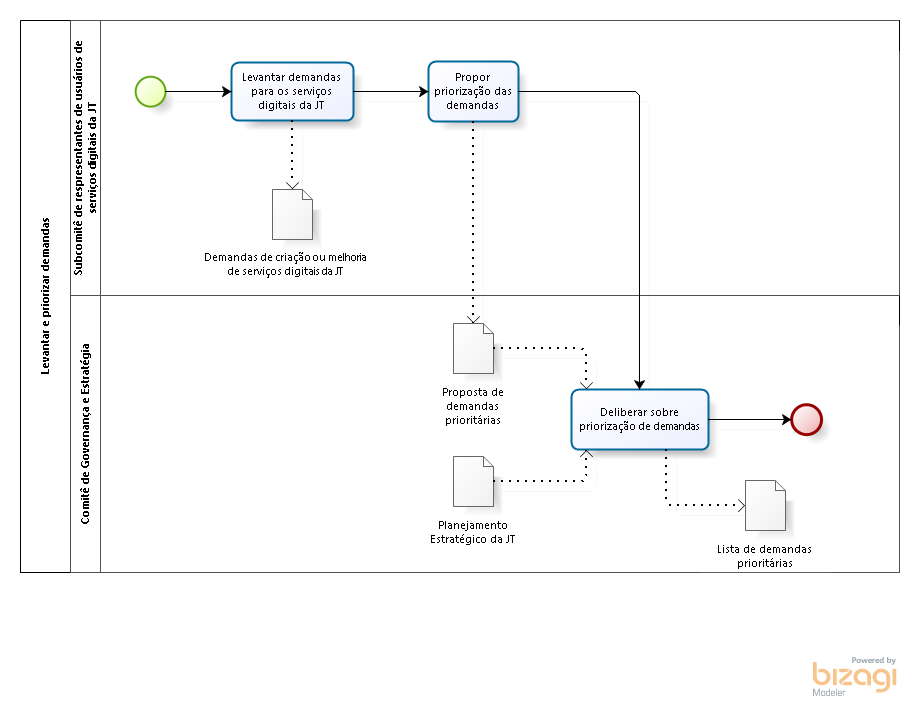 Levantar e priorizar demandas
Subcomitê de respresentantes de usuários de
serviços digitais da JT
Levantar demandas
para os serviços
digitais da JT
Propor
priorização das
demandas
Demandas de criação ou melhoria
de serviços digitais da JT
Comitê de Governança e Estratégia
Proposta de
demandas
prioritárias
Deliberar sobre
priorização de demandas
Planejamento
Estratégico da JT
Lista de demandas
prioritárias
Powered by
bizagi
Modeler